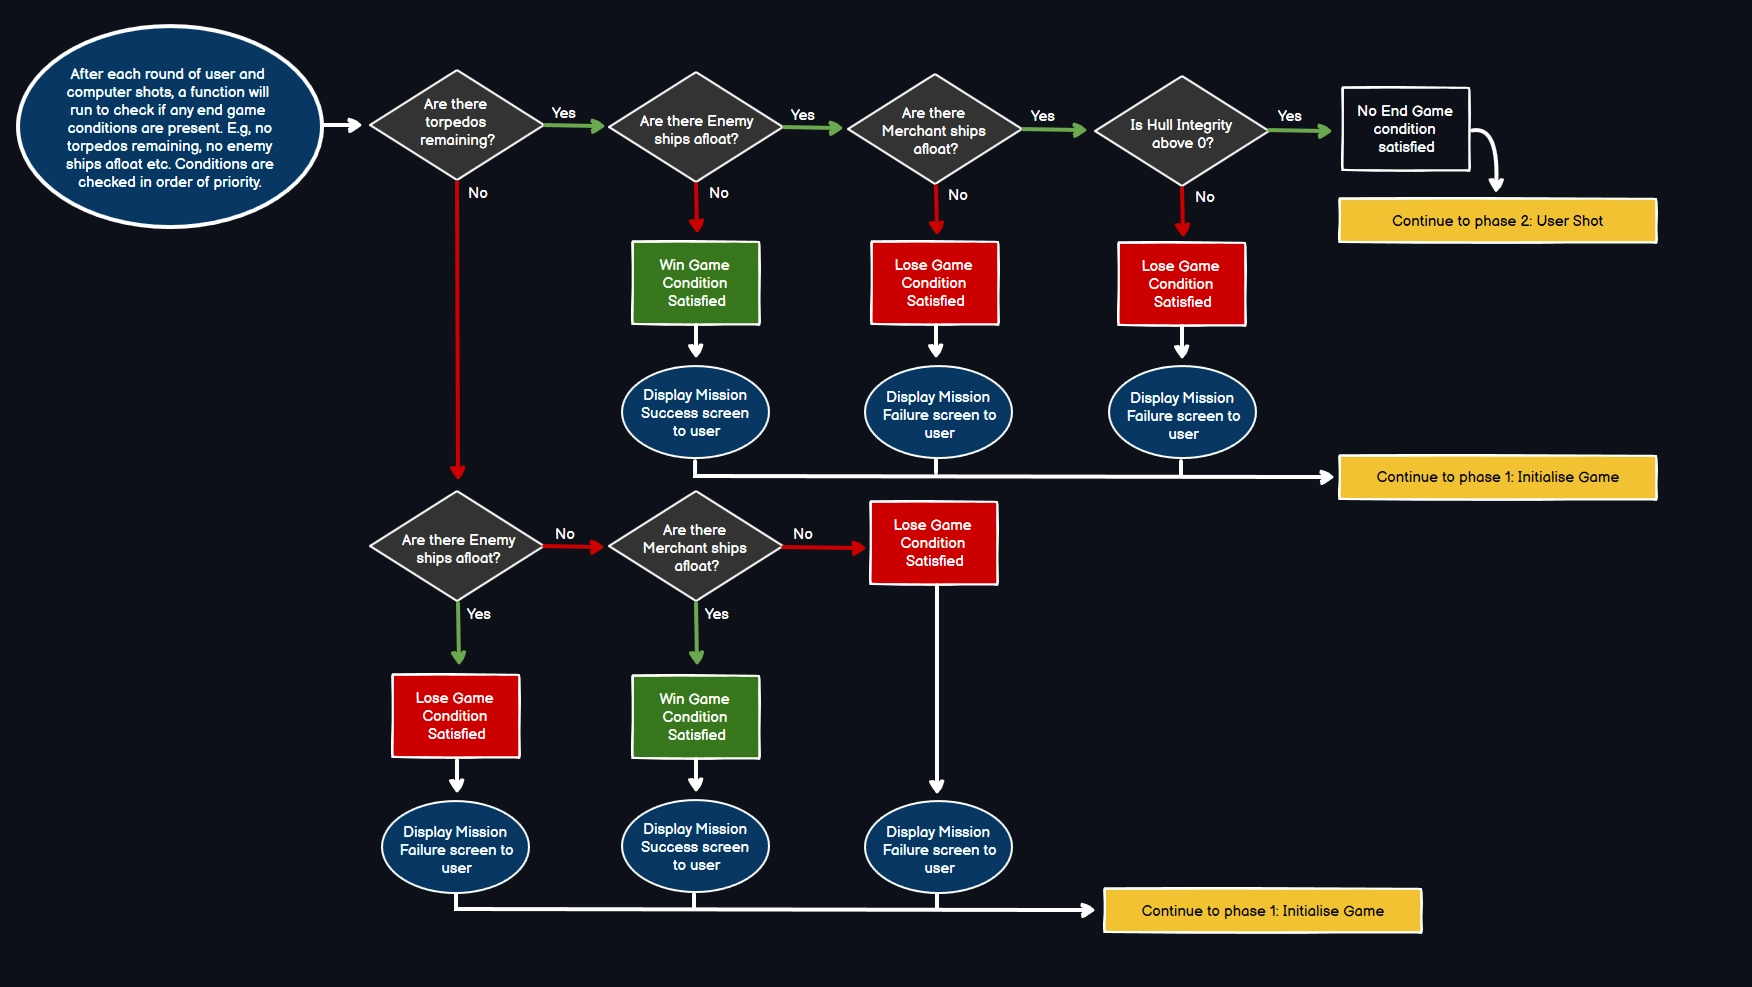 After each round of user and
computer shots, a function will
run to check if any end game
conditions are present. E.g, no
torpedos remaining, no enemy
ships afloat etc. Conditions are
checked in order of priority.
Are there
torpedos
remaining?
Yes
No
Are there Enemy
ships afloat?
Yes
No
Are there
Merchant ships
afloat?
Yes
No
Is Hull Integrity
above 0?
Yes
No
No End Game
condition
satisfied
Continue to phase 2: User Shot
Win Game
Condition
Satisfied
Lose Game
Condition
Satisfied
Lose Game
Condition
Satisfied
Display Mission
Success screen
to user
Display Mission
Failure screen to
user
Display Mission
Failure screen to
user
Continue to phase 1: Initialise Game
Are there Enemy
ships afloat?
No
Yes
Are there
Merchant ships
afloat?
No
Yes
Lose Game
Condition
Satisfied
Lose Game
Condition
Satisfied
Win Game
Condition
Satisfied
Display Mission
Failure screen to
user
Display Mission
Success screen
to user
Display Mission
Failure screen to
user
Continue to phase 1: Initialise Game